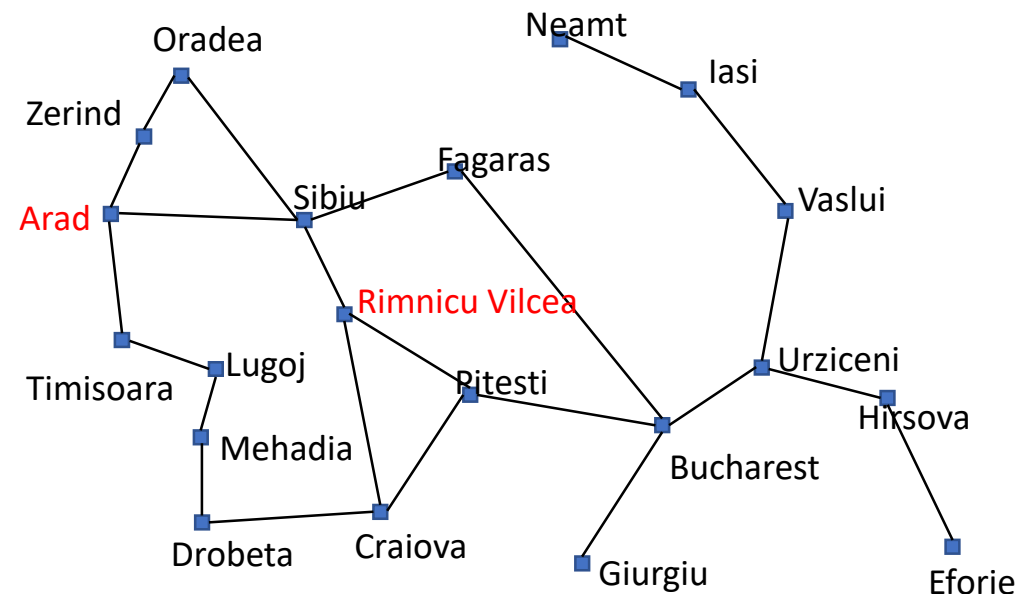 Neamt
Oradea
Iasi
Zerind
Fagaras
Sibiu
Vaslui
Arad
Rimnicu Vilcea
Urziceni
Lugoj
Timisoara
Pitesti
Hirsova
Mehadia
Bucharest
Drobeta
Craiova
Giurgiu
Eforie